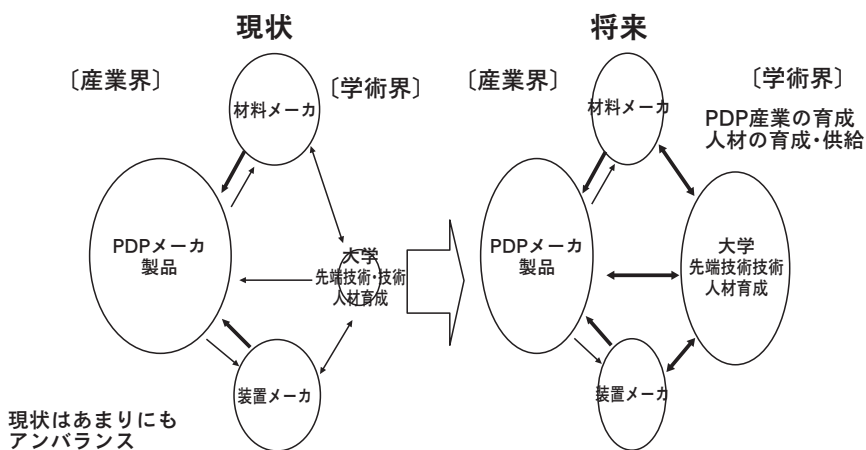 現状
〔産業界〕
〔学術界〕
材料メーカ
PDPメーカ
製品
大学
先端技術・技術
人材育成
装置メーカ
現状はあまりにも
アンバランス
将来
〔産業界〕
〔学術界〕
PDP産業の育成
人材の育成・供給
材料メーカ
PDPメーカ
製品
大学
先端技術技術
人材育成
装置メーカ